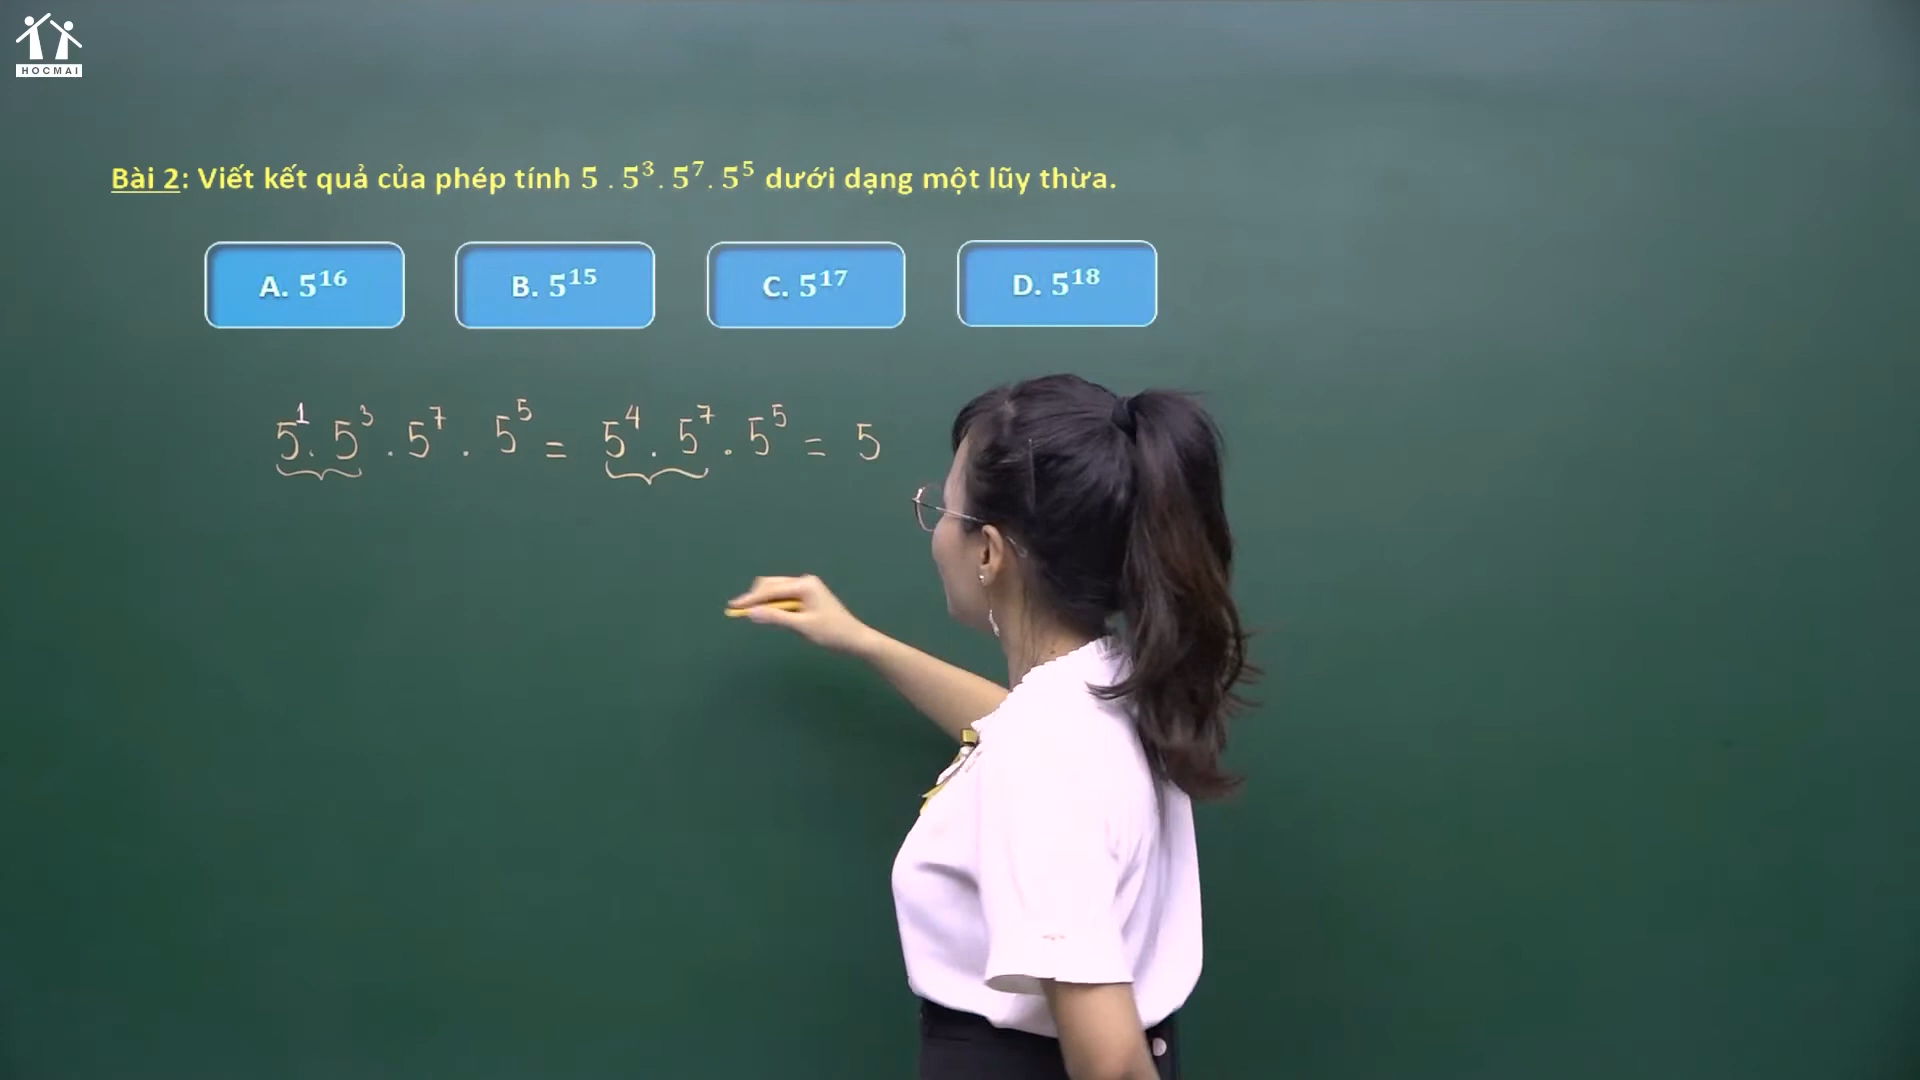 HOCMAI
Bài 2: Viết kết quả của phép tính 5 . 5³. 5⁷. 5⁵ dưới dạng một lũy thừa.
A. 5¹⁶ B. 5¹⁵ C. 5¹⁷ D. 5¹⁸
5¹ . 5³ . 5⁷ . 5⁵ = 5⁴ . 5⁷ . 5⁵ = 5